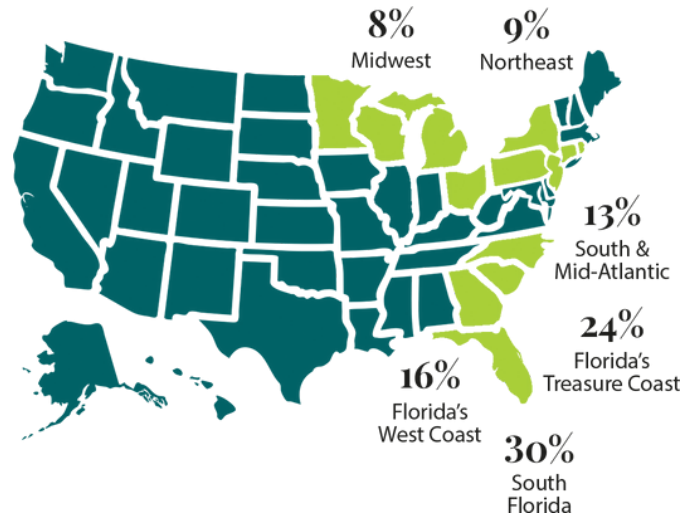 8%
Midwest
9%
Northeast
13%
South &
Mid-Atlantic
24%
Florida's
Treasure Coast
16%
Florida's
West Coast
30%
South
Florida